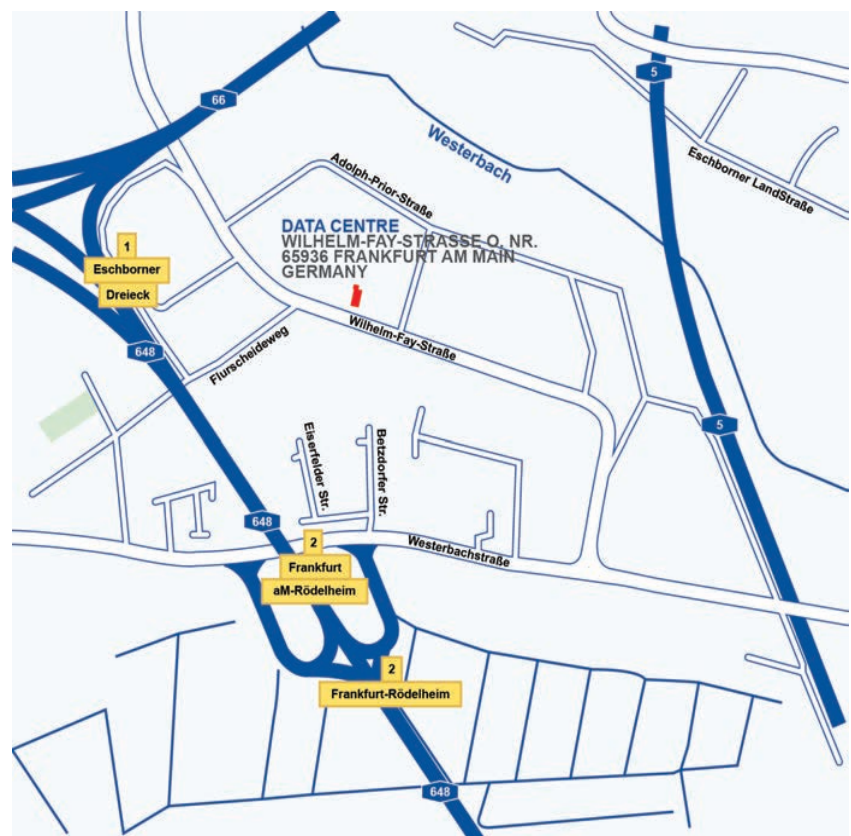 66
5
Westerbach
Eschborner LandStraße
Adolph-Prior-Straße
DATA CENTRE
WILHELM-FAY-STRASSE O. NR.
65936 FRANKFURT AM MAIN
GERMANY
1
Eschborner
Dreieck
Wilhelm-Fay-Straße
648
Flurscheideweg
5
Eiserfelder Str.
Betzdorfer Str.
648
2
Frankfurt
aM-Rödelheim
Westerbachstraße
2
Frankfurt-Rödelheim
648